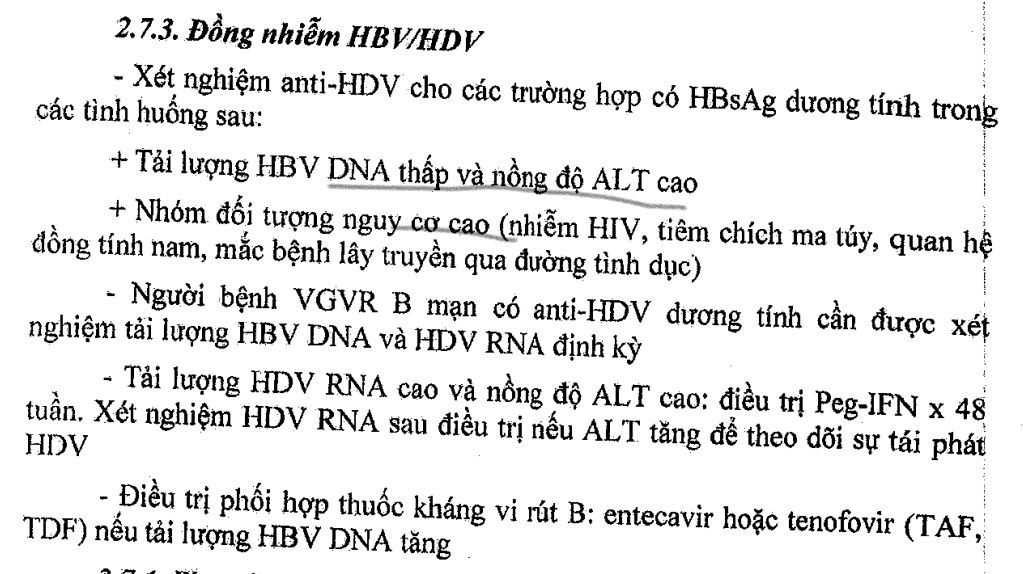 2.7.3. Đồng nhiễm HBV/HDV
- Xét nghiệm anti-HDV cho các trường hợp có HBsAg dương tính trong
các tình huống sau:
+ Tải lượng HBV DNA thấp và nồng độ ALT cao
+ Nhóm đối tượng nguy cơ cao (nhiễm HIV, tiêm chích ma túy, quan hệ
đồng tính nam, mắc bệnh lây truyền qua đường tình dục)
- Người bệnh VGVR B mạn có anti-HDV dương tính cần được xét
nghiệm tải lượng HBV DNA và HDV RNA định kỳ
- Tải lượng HDV RNA cao và nồng độ ALT cao: điều trị Peg-IFN x 48
tuần. Xét nghiệm HDV RNA sau điều trị nếu ALT tăng để theo dõi sự tái phát
HDV
- Điều trị phối hợp thuốc kháng vi rút B: entecavir hoặc tenofovir (TAF,
TDF) nếu tải lượng HBV DNA tăng